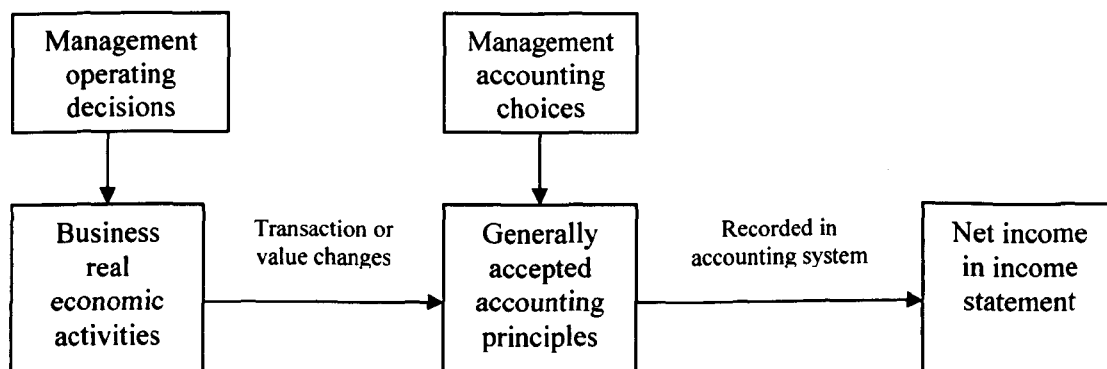 Management
operating
decisions
Management
accounting
choices
Business
real
economic
activities
Transaction or
value changes
Generally
accepted
accounting
principles
Recorded in
accounting system
Net income
in income
statement